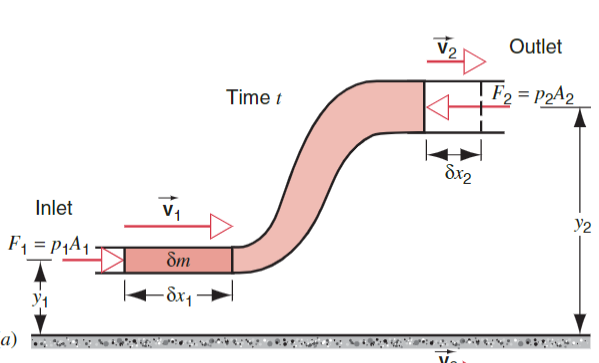 v₂ Outlet
Time t
F₂ = p₂A₂
δx₂
Inlet
v₁
y₂
F₁ = p₁A₁
δm
y₁
δx₁
a)